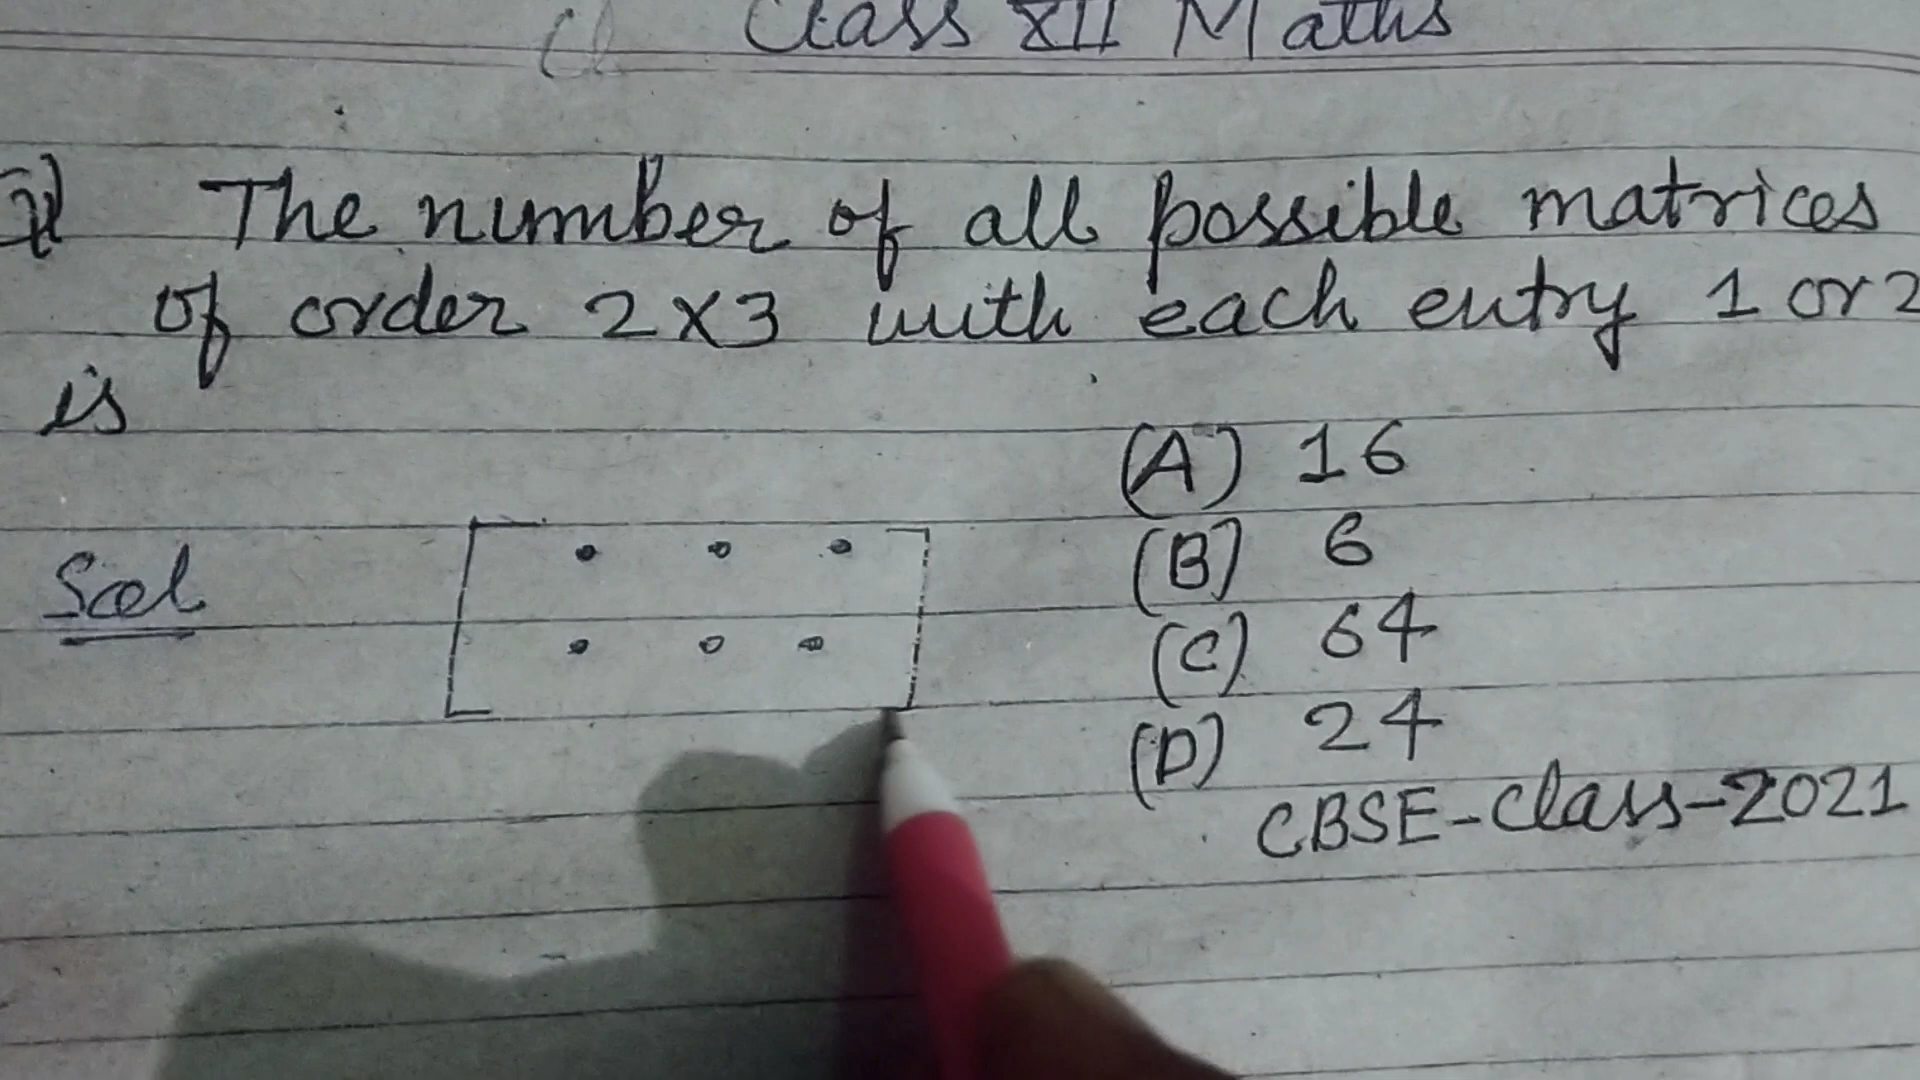 Class XII Maths
The number of all possible matrices
of order 2×3 with each entry 1 or 2
is
(A) 16
(B) 6
(C) 64
(D) 24
CBSE-Class-2021
Sol